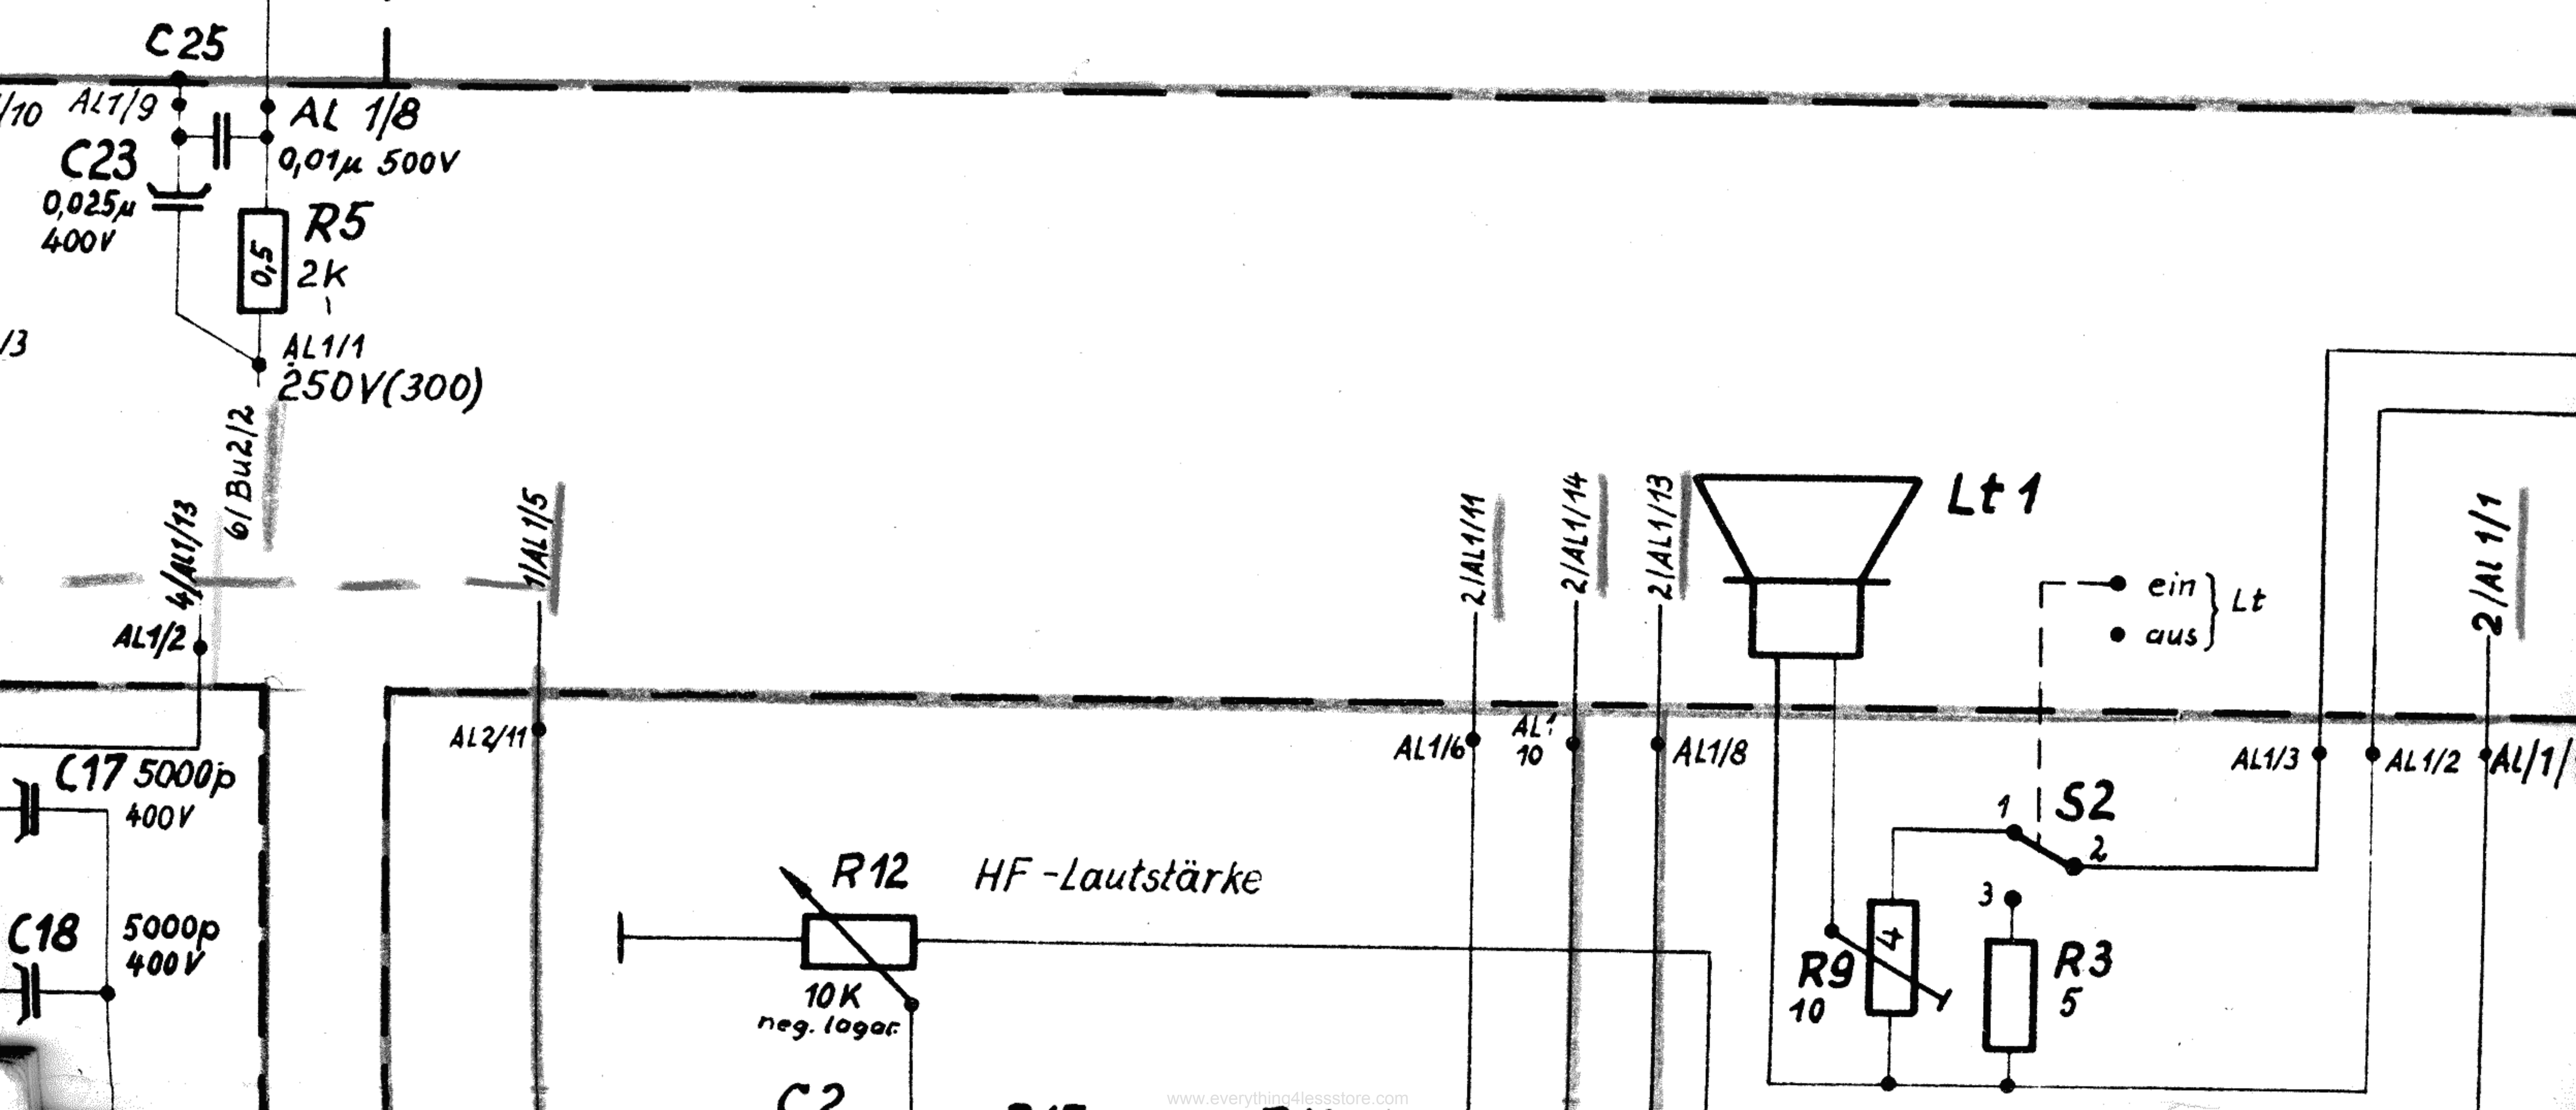 C25
/10
AL1/9
AL 1/8
0,01µ 500V
C23
0,025µ
400V
R5
2k
0,5
/3
AL1/1
250V(300)
6/Bu2/2
4/AL1/13
AL1/2
1/AL1/5
AL2/11
2/AL1/11
2/AL1/14
2/AL1/13
Lt 1
ein
aus
Lt
2/AL 1/1
AL1/6
AL1
10
AL1/8
AL1/3
AL1/2
AL/1/
C17 5000p
400V
C18
5000p
400V
R12
HF-Lautstärke
10K
neg. logar.
C2
1
S2
2
3
4
R9
10
R3
5
www.everything4lessstore.com